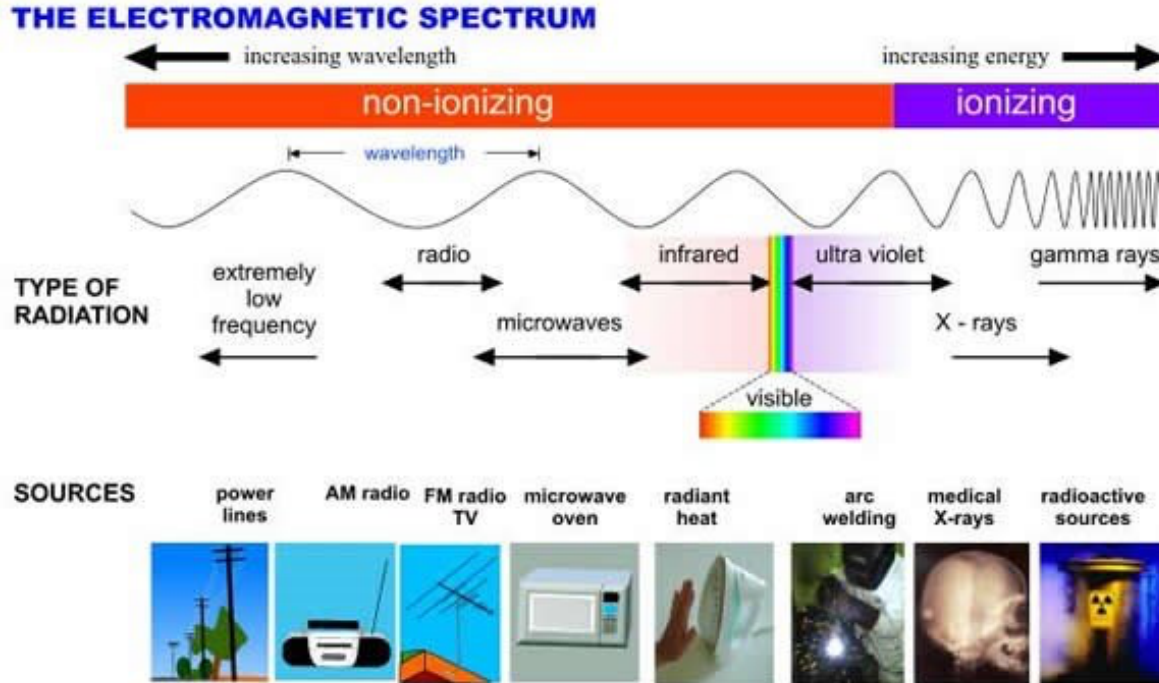 THE ELECTROMAGNETIC SPECTRUM
increasing wavelength
increasing energy
non-ionizing
ionizing
wavelength
TYPE OF
RADIATION
extremely
low
frequency
radio
microwaves
infrared
visible
ultra violet
X - rays
gamma rays
SOURCES
power
lines
AM radio
FM radio
TV
microwave
oven
radiant
heat
arc
welding
medical
X-rays
radioactive
sources